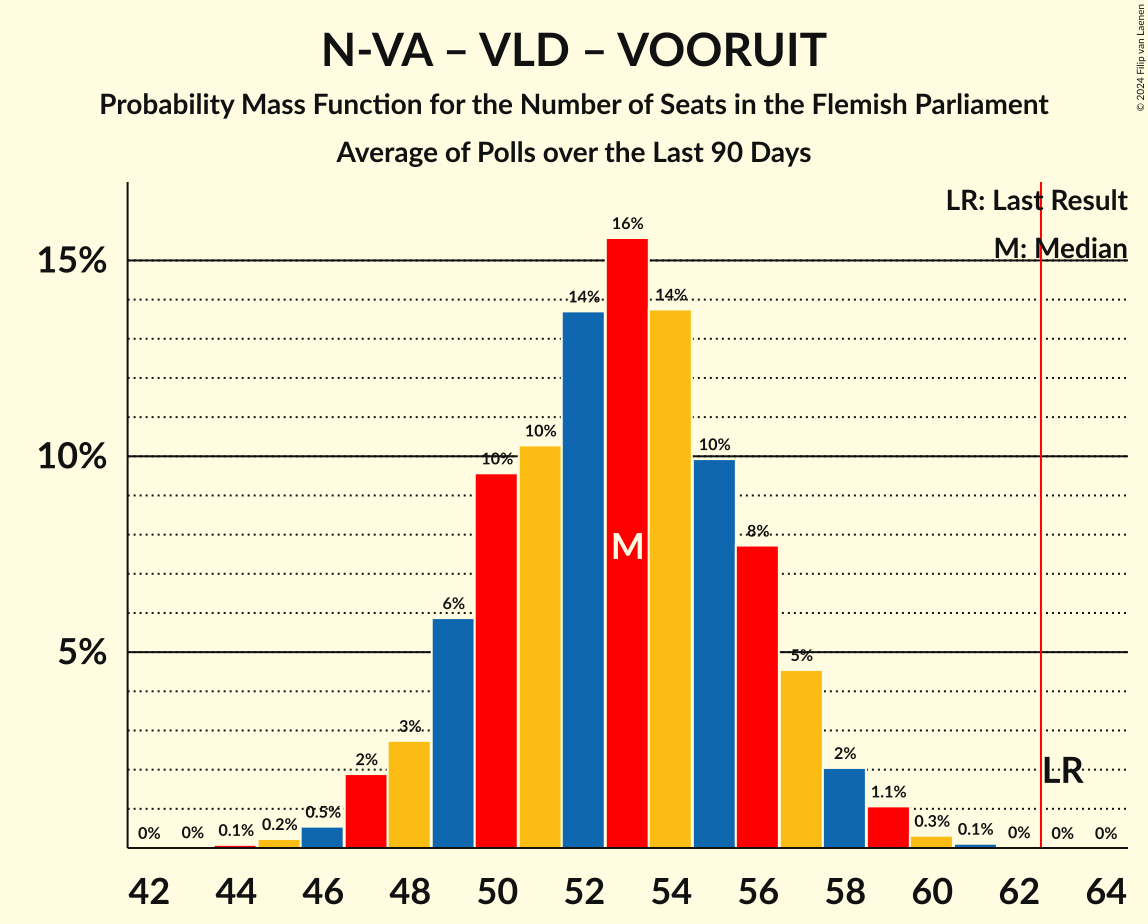 N-VA – VLD – VOORUIT
Probability Mass Function for the Number of Seats in the Flemish Parliament
Average of Polls over the Last 90 Days
© 2024 Filip van Laenen
LR: Last Result
M: Median
15%
10%
5%
0%
0%
0.1%
0.2%
0.5%
2%
3%
6%
10%
10%
14%
16%
14%
10%
8%
5%
2%
1.1%
0.3%
0.1%
0%
0%
0%
M
LR
42 44 46 48 50 52 54 56 58 60 62 64